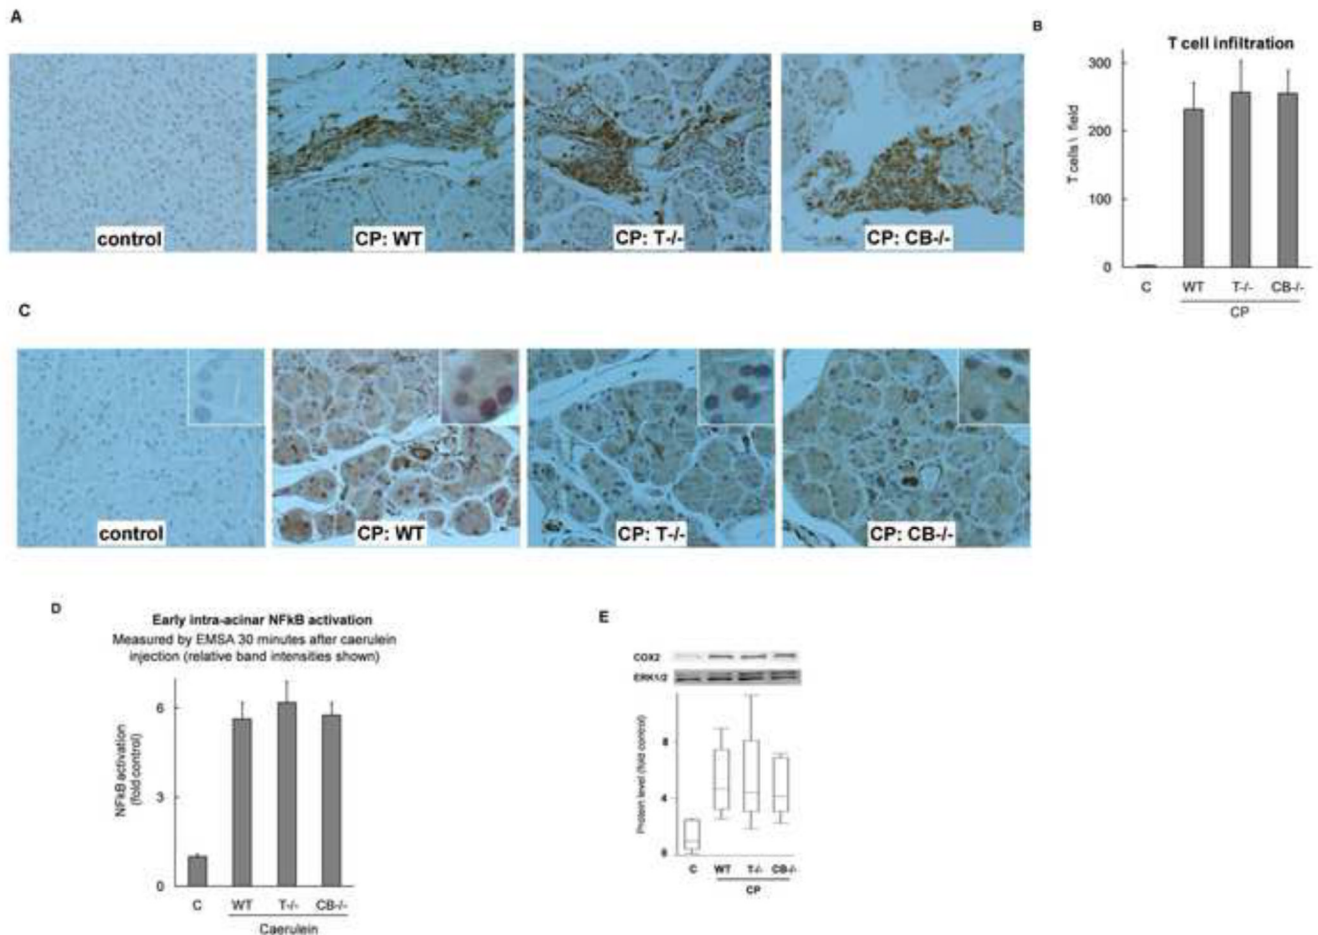 A
control
CP: WT
CP: T-/-
CP: CB-/-
B
T cell infiltration
T cells\ field
300
200
100
0
C
WT
T-/-
CB-/-
CP
C
control
CP: WT
CP: T-/-
CP: CB-/-
D
Early intra-acinar NFkB activation
Measured by EMSA 30 minutes after caerulein
injection (relative band intensities shown)
NFkB activation
(fold control)
6
3
0
C
WT
T-/-
CB-/-
Caerulein
E
COX2
ERK1/2
Protein level (fold control)
8
4
0
C
WT
T-/-
CB-/-
CP